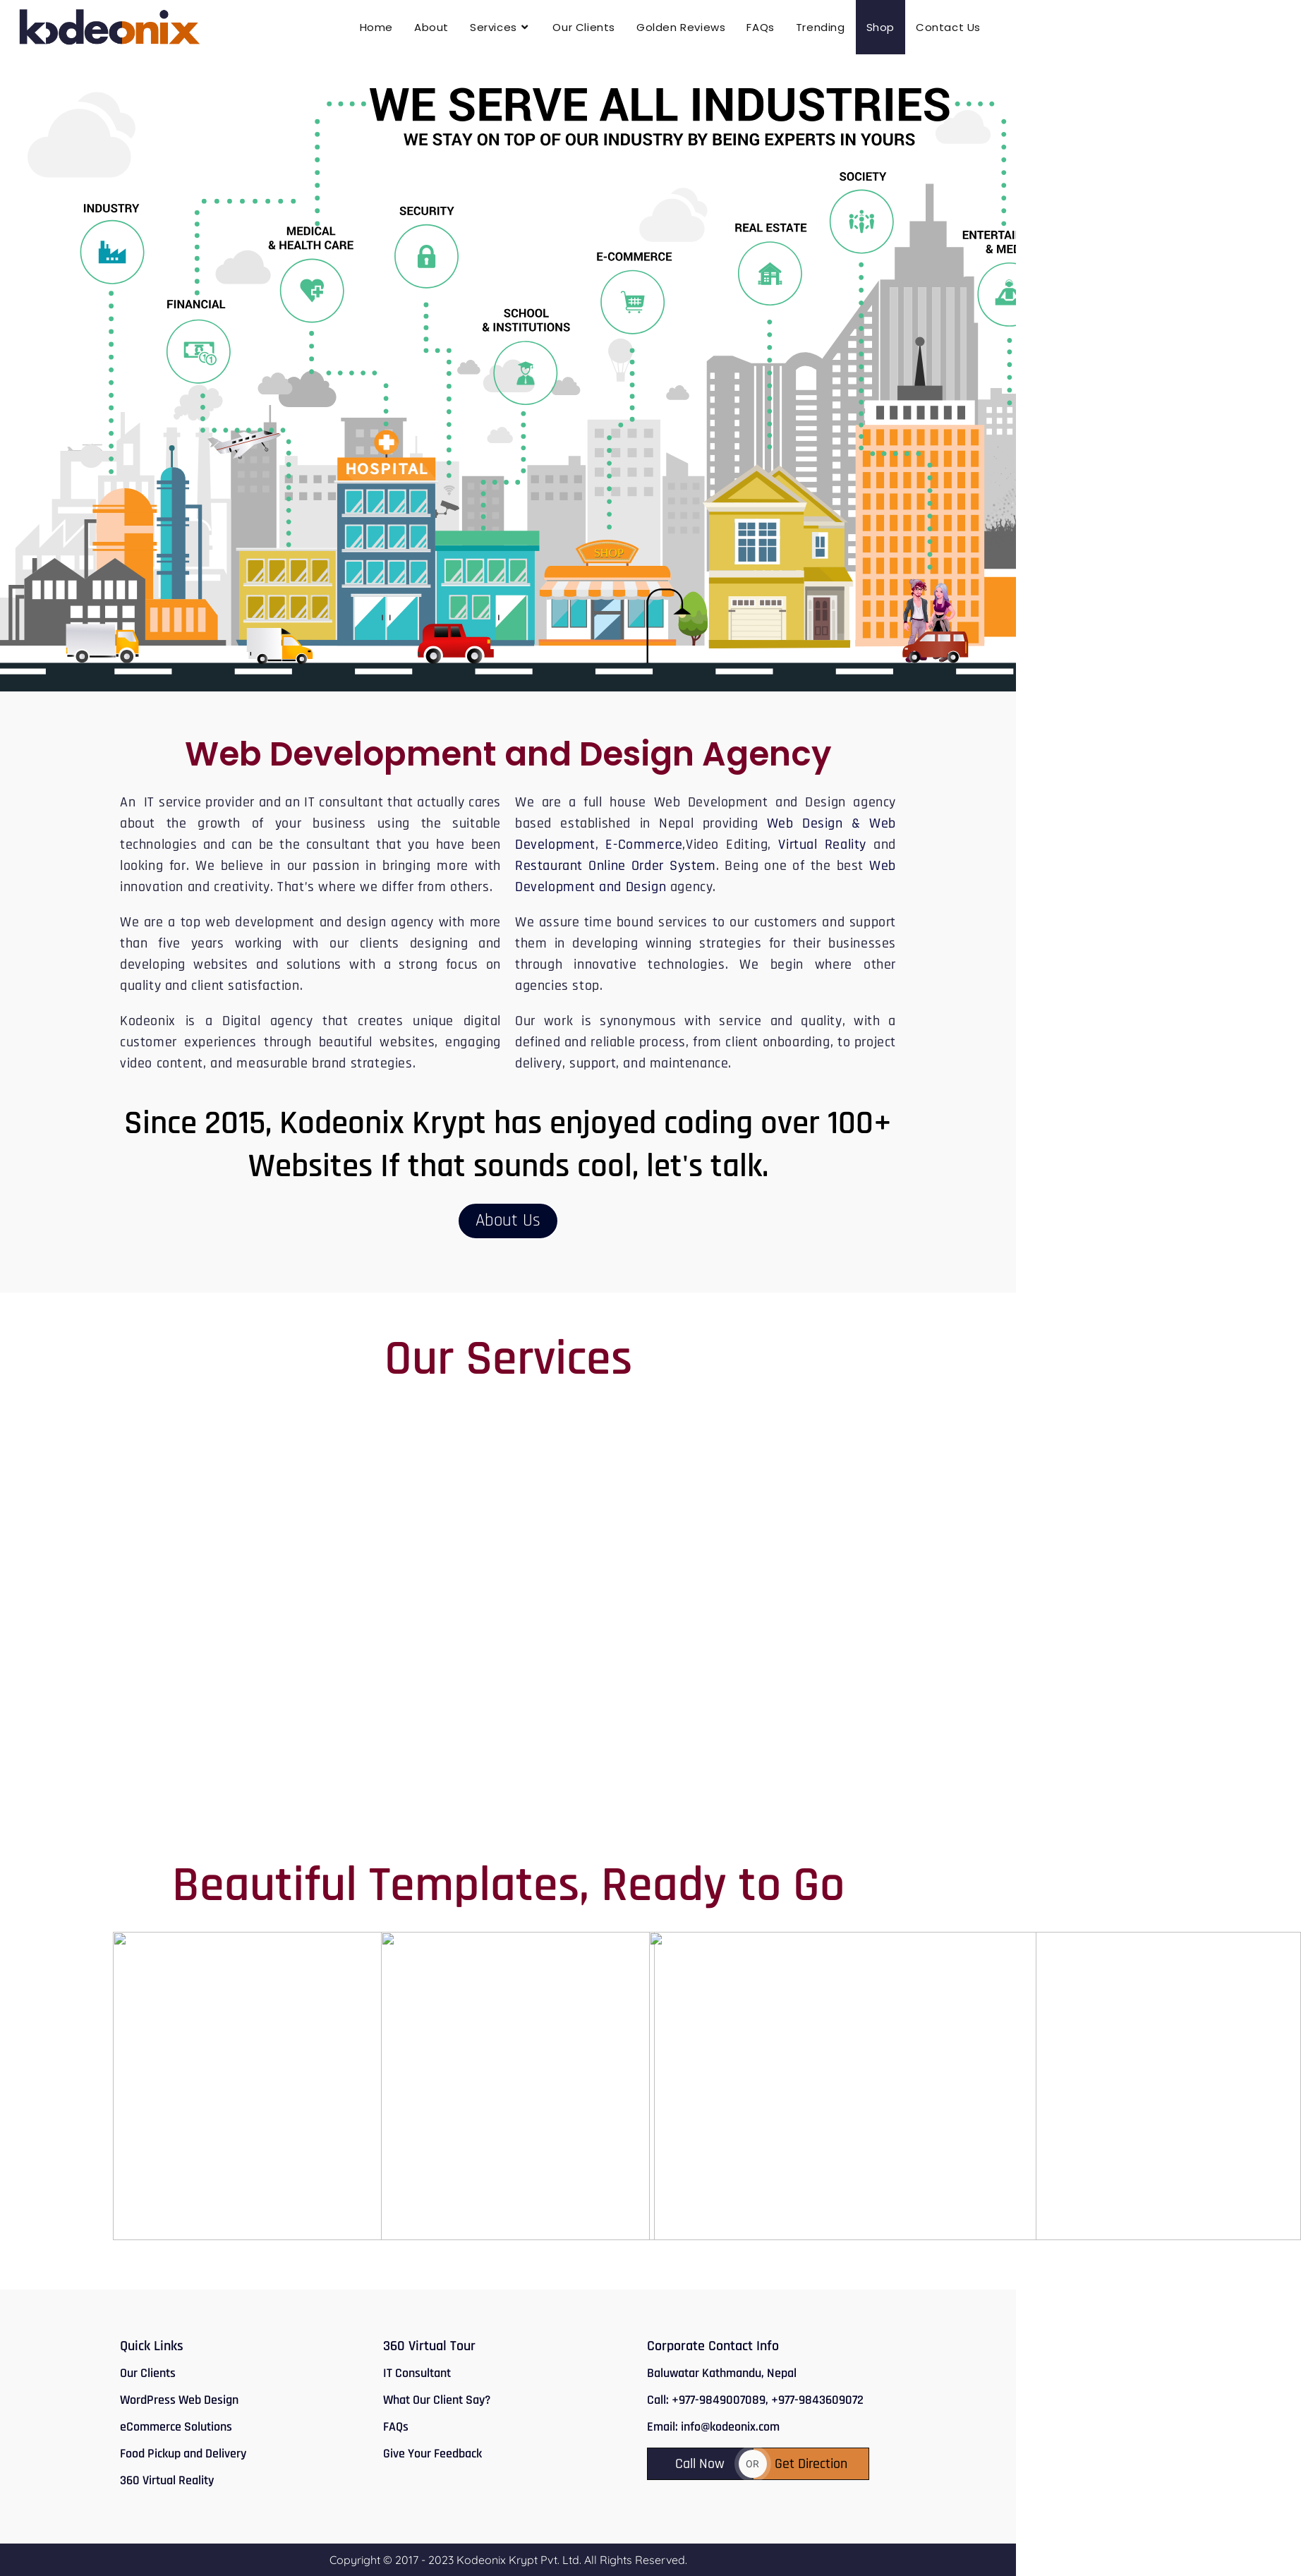 kodeonix
Home About Services Our Clients Golden Reviews FAQs Trending Shop Contact Us
WE SERVE ALL INDUSTRIES
WE STAY ON TOP OF OUR INDUSTRY BY BEING EXPERTS IN YOURS
INDUSTRY
FINANCIAL
MEDICAL
& HEALTH CARE
SECURITY
SCHOOL
& INSTITUTIONS
E-COMMERCE
REAL ESTATE
SOCIETY
ENTERTAI
& MED
HOSPITAL
SHOP
Web Development and Design Agency
An IT service provider and an IT consultant that actually cares
about the growth of your business using the suitable
technologies and can be the consultant that you have been
looking for. We believe in our passion in bringing more with
innovation and creativity. That's where we differ from others.
We are a top web development and design agency with more
than five years working with our clients designing and
developing websites and solutions with a strong focus on
quality and client satisfaction.
Kodeonix is a Digital agency that creates unique digital
customer experiences through beautiful websites, engaging
video content, and measurable brand strategies.
We are a full house Web Development and Design agency
based established in Nepal providing Web Design & Web
Development, E-Commerce,Video Editing, Virtual Reality and
Restaurant Online Order System. Being one of the best Web
Development and Design agency.
We assure time bound services to our customers and support
them in developing winning strategies for their businesses
through innovative technologies. We begin where other
agencies stop.
Our work is synonymous with service and quality, with a
defined and reliable process, from client onboarding, to project
delivery, support, and maintenance.
Since 2015, Kodeonix Krypt has enjoyed coding over 100+
Websites If that sounds cool, let's talk.
About Us
Our Services
Beautiful Templates, Ready to Go
Quick Links
Our Clients
WordPress Web Design
eCommerce Solutions
Food Pickup and Delivery
360 Virtual Reality
360 Virtual Tour
IT Consultant
What Our Client Say?
FAQs
Give Your Feedback
Corporate Contact Info
Baluwatar Kathmandu, Nepal
Call: +977-9849007089, +977-9843609072
Email: info@kodeonix.com
Call Now OR Get Direction
Copyright © 2017 - 2023 Kodeonix Krypt Pvt. Ltd. All Rights Reserved.